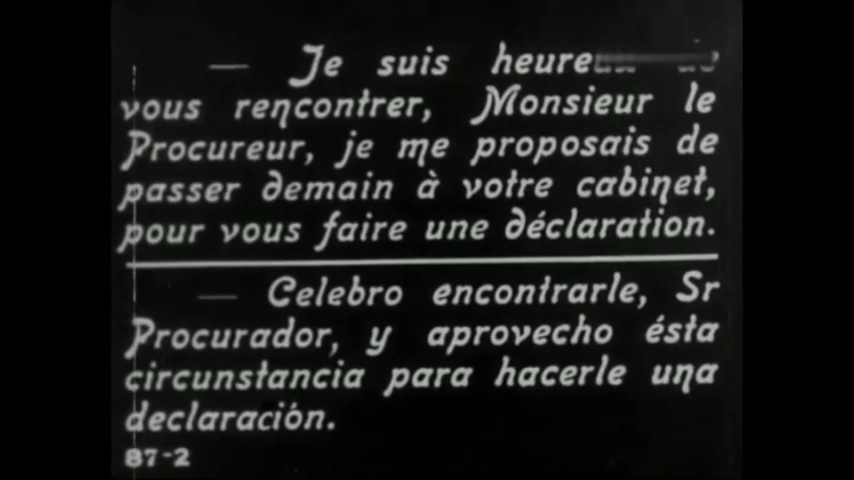 — Je suis
vous rencontrer, Monsieur le
Procureur, je me proposais de
passer demain à votre cabinet,
pour vous faire une déclaration.
— Celebro encontrarle, Sr
Procurador, y aprovecho ésta
circunstancia para hacerle una
declaración.
87-2